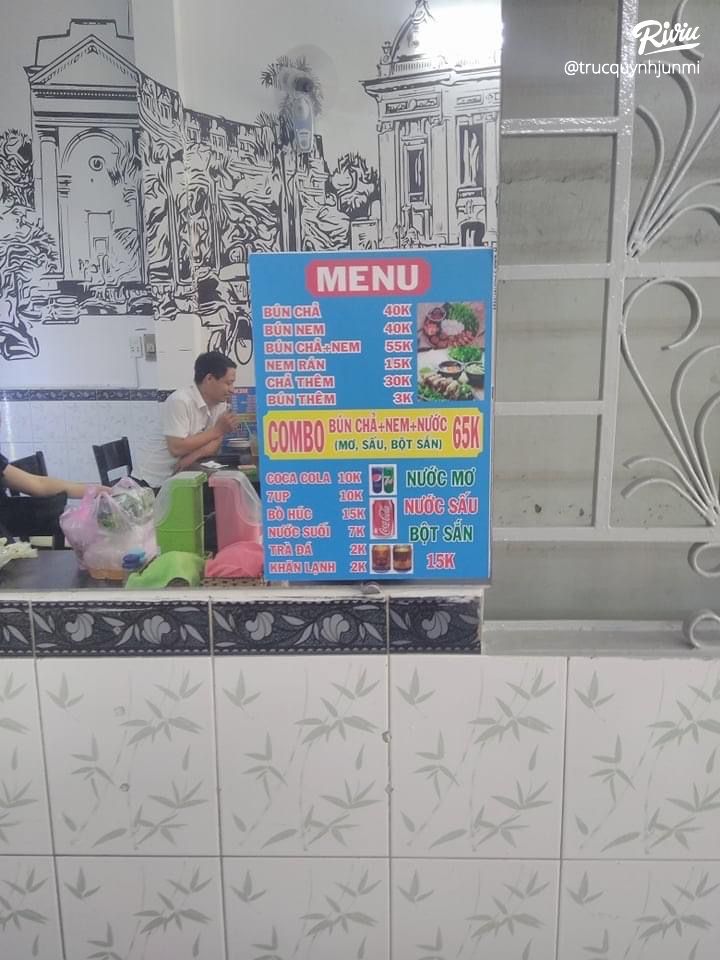 Riviu
@trucquynhjunmi
MENU
BÚN CHẢ 40K
BÚN NEM 40K
BÚN CHẢ+NEM 55K
NEM RÁN 15K
CHẢ THÊM 30K
BÚN THÊM 3K
COMBO BÚN CHẢ+NEM+NƯỚC 65K
(MƠ, SẤU, BỘT SẮN)
COCA COLA 10K
7UP 10K
BÒ HÚC 15K
NƯỚC SUỐI 7K
TRÀ ĐÁ 2K
KHĂN LẠNH 2K
NƯỚC MƠ
NƯỚC SẤU
BỘT SẮN
15K
Coca-Cola